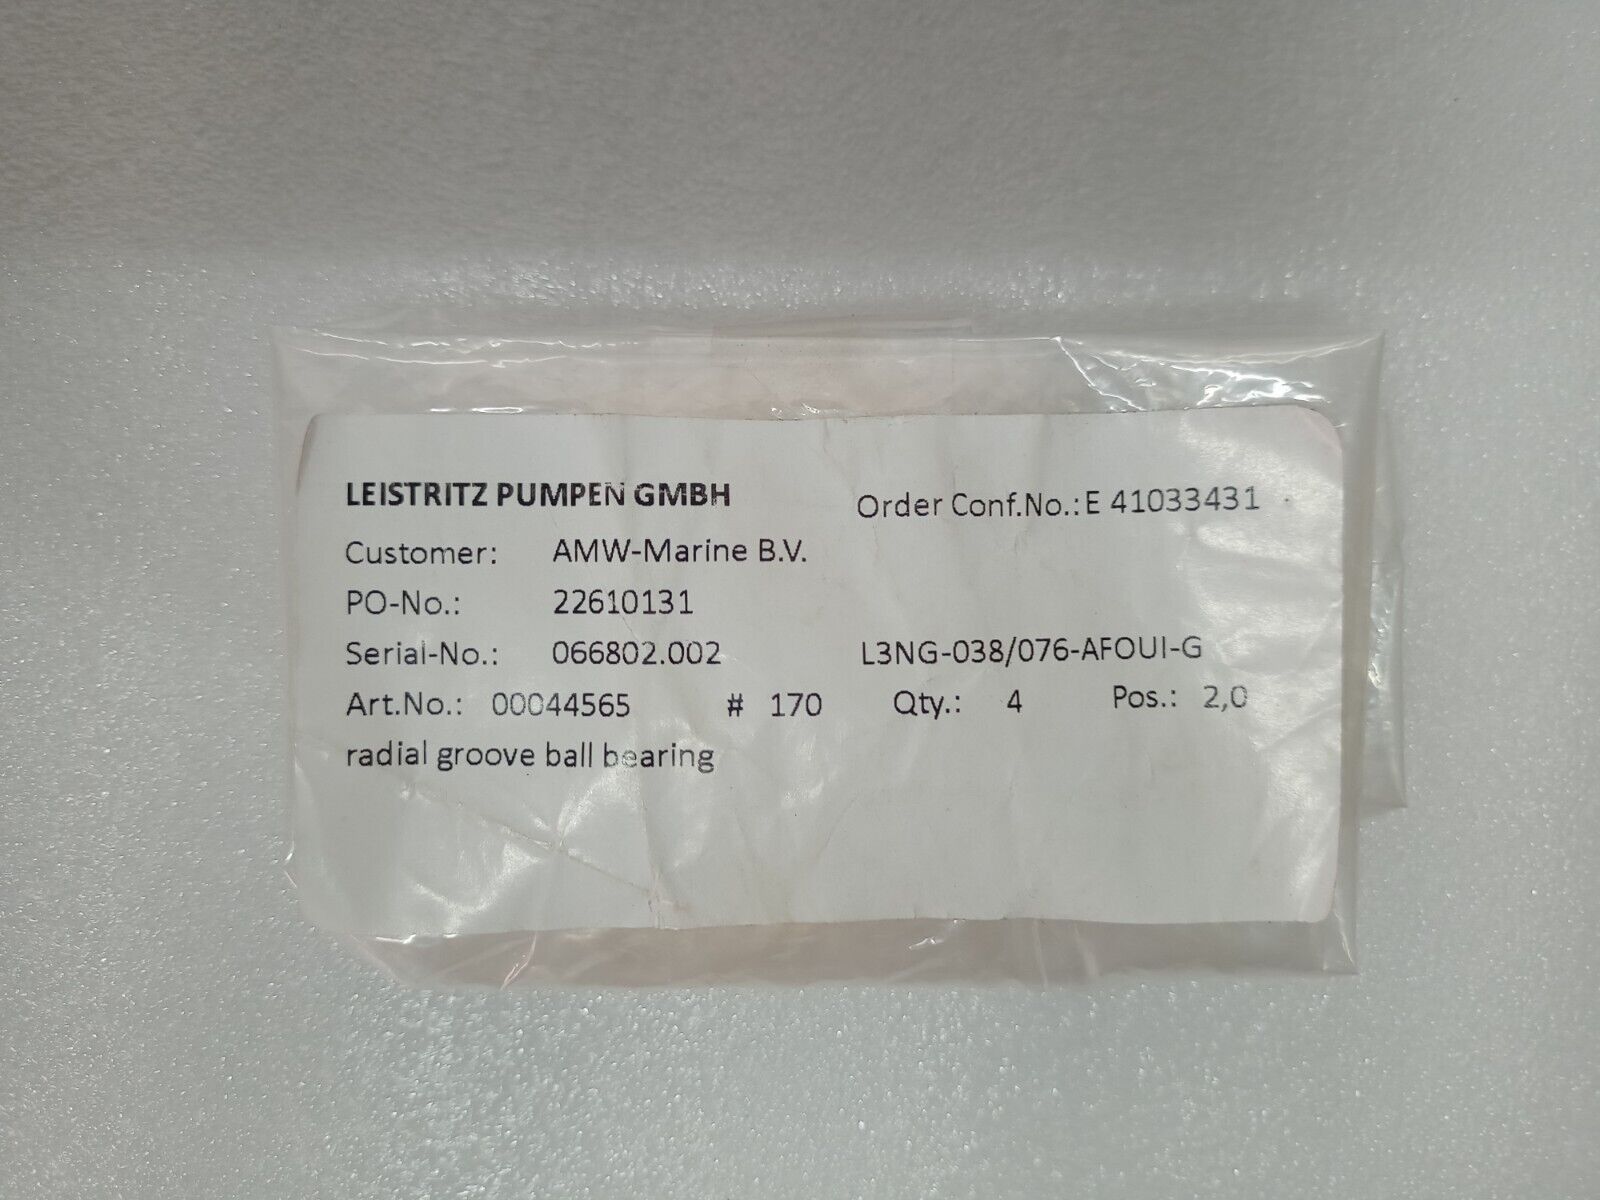 LEISTRITZ PUMPEN GMBH Order Conf.No.: E 41033431
Customer: AMW-Marine B.V.
PO-No.: 22610131
Serial-No.: 066802.002 L3NG-038/076-AFOUI-G
Art.No.: 00044565 # 170 Qty.: 4 Pos.: 2,0
radial groove ball bearing